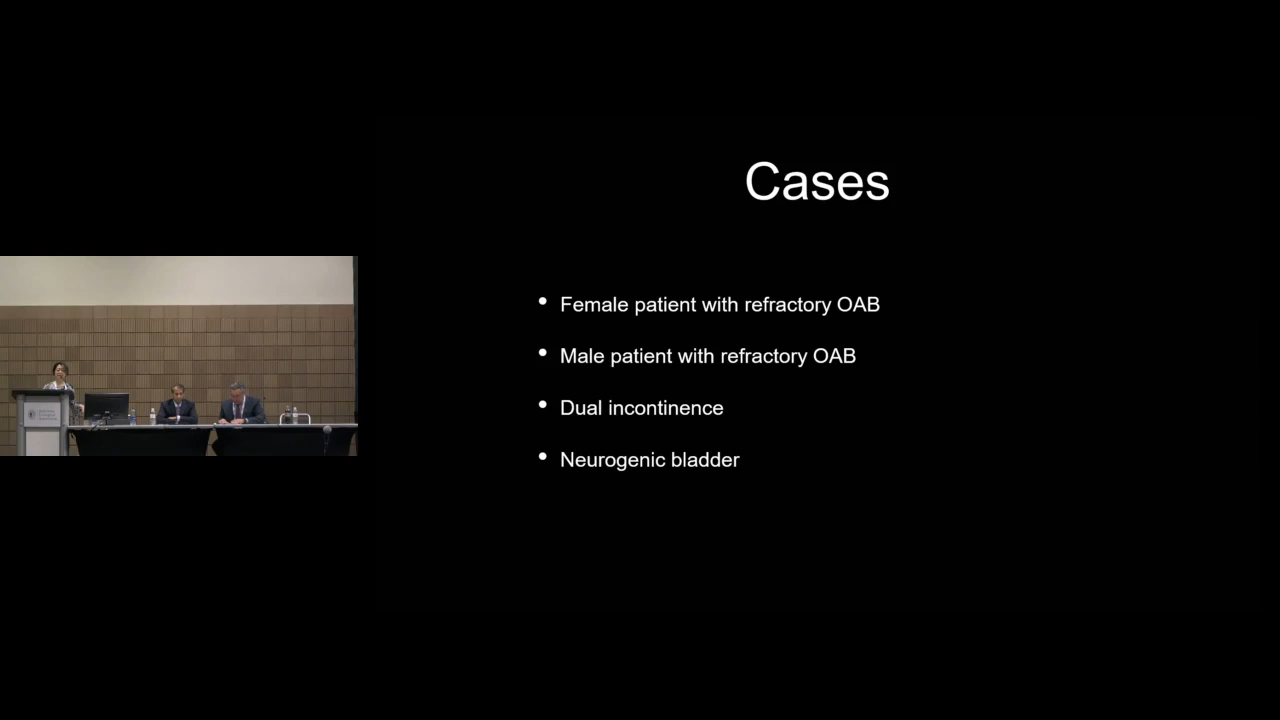 Cases
• Female patient with refractory OAB
• Male patient with refractory OAB
• Dual incontinence
• Neurogenic bladder